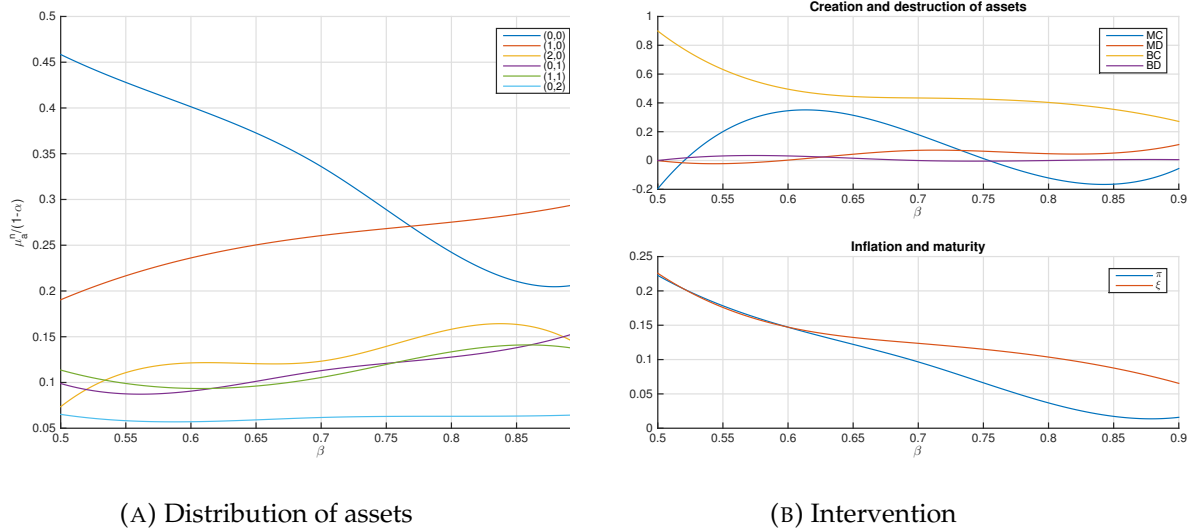 0.5
0.45
0.4
0.35
0.3
0.25
0.2
0.15
0.1
0.05
μₐⁿ/(1-α)
0.5 0.55 0.6 0.65 0.7 0.75 0.8 0.85
β
(0,0)
(1,0)
(2,0)
(0,1)
(1,1)
(0,2)
(A) Distribution of assets
Creation and destruction of assets
1
0.8
0.6
0.4
0.2
0
-0.2
0.5 0.55 0.6 0.65 0.7 0.75 0.8 0.85 0.9
β
MC
MD
BC
BD
Inflation and maturity
0.25
0.2
0.15
0.1
0.05
0
0.5 0.55 0.6 0.65 0.7 0.75 0.8 0.85 0.9
β
π
ξ
(B) Intervention